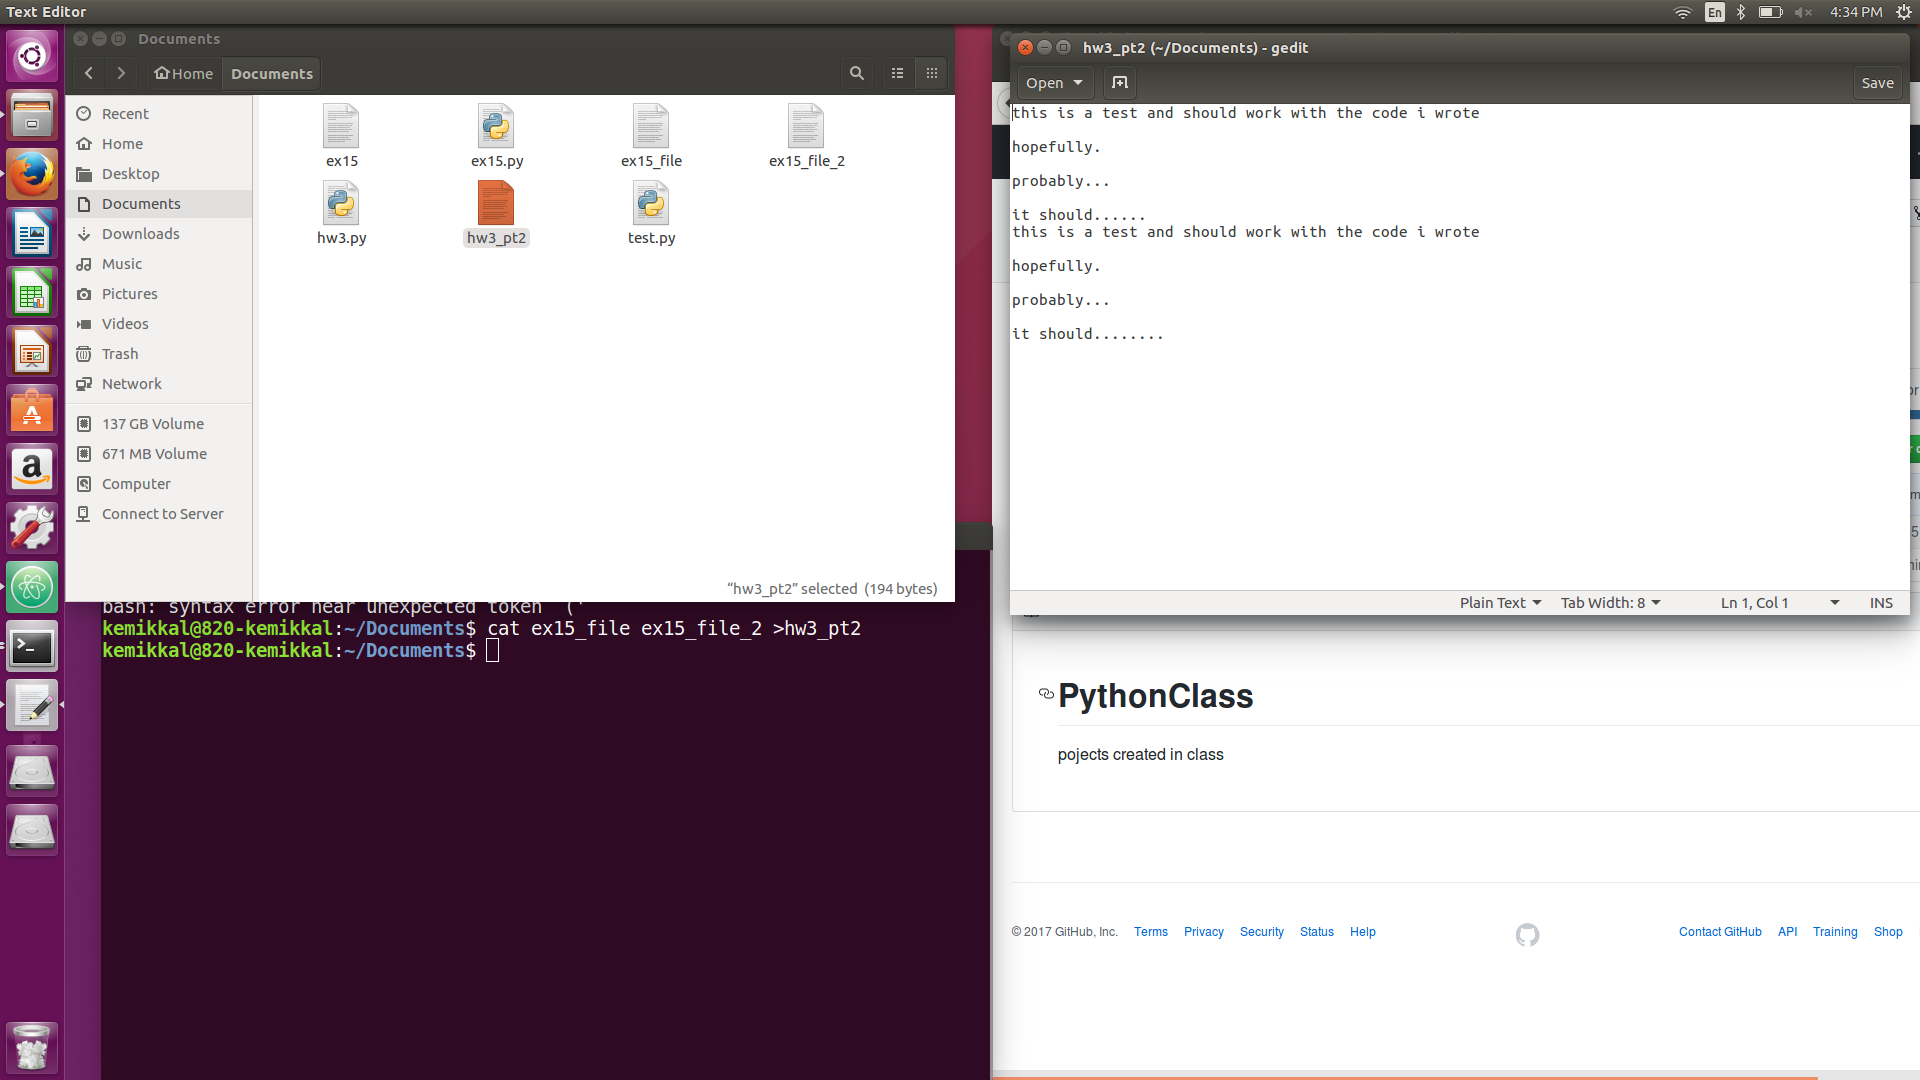 Text Editor
En
4:34 PM
Documents
Home
Documents
Recent
Home
Desktop
Documents
Downloads
Music
Pictures
Videos
Trash
Network
137 GB Volume
671 MB Volume
Computer
Connect to Server
ex15
ex15.py
ex15_file
ex15_file_2
hw3.py
hw3_pt2
test.py
“hw3_pt2” selected (194 bytes)
bash: syntax error near unexpected token `('
kemikkal@820-kemikkal:~/Documents$ cat ex15_file ex15_file_2 >hw3_pt2
kemikkal@820-kemikkal:~/Documents$
hw3_pt2 (~/Documents) - gedit
Open
Save
this is a test and should work with the code i wrote
hopefully.
probably...
it should......
this is a test and should work with the code i wrote
hopefully.
probably...
it should........
Plain Text
Tab Width: 8
Ln 1, Col 1
INS
PythonClass
pojects created in class
© 2017 GitHub, Inc.
Terms
Privacy
Security
Status
Help
Contact GitHub
API
Training
Shop